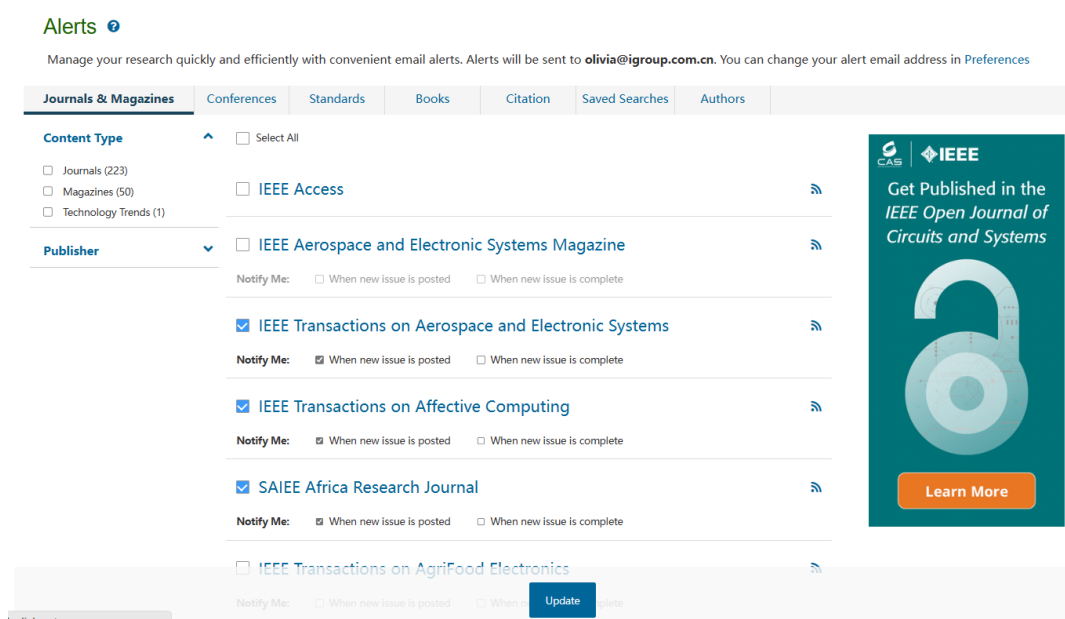 Alerts ?
Manage your research quickly and efficiently with convenient email alerts. Alerts will be sent to olivia@igroup.com.cn. You can change your alert email address in Preferences
Journals & Magazines Conferences Standards Books Citation Saved Searches Authors
Content Type
Journals (223)
Magazines (50)
Technology Trends (1)
Publisher
Select All
IEEE Access
IEEE Aerospace and Electronic Systems Magazine
Notify Me: When new issue is posted When new issue is complete
IEEE Transactions on Aerospace and Electronic Systems
Notify Me: When new issue is posted When new issue is complete
IEEE Transactions on Affective Computing
Notify Me: When new issue is posted When new issue is complete
SAIEE Africa Research Journal
Notify Me: When new issue is posted When new issue is complete
IEEE Transactions on AgriFood Electronics
Notify Me: When new issue is posted When
Update
CAS IEEE
Get Published in the
IEEE Open Journal of
Circuits and Systems
Learn More